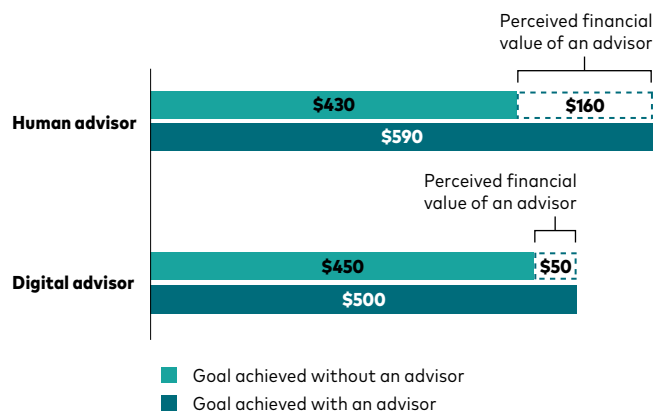 Perceived financial
value of an advisor
Human advisor
$430
$160
$590
Perceived financial
value of an advisor
Digital advisor
$450
$50
$500
Goal achieved without an advisor
Goal achieved with an advisor